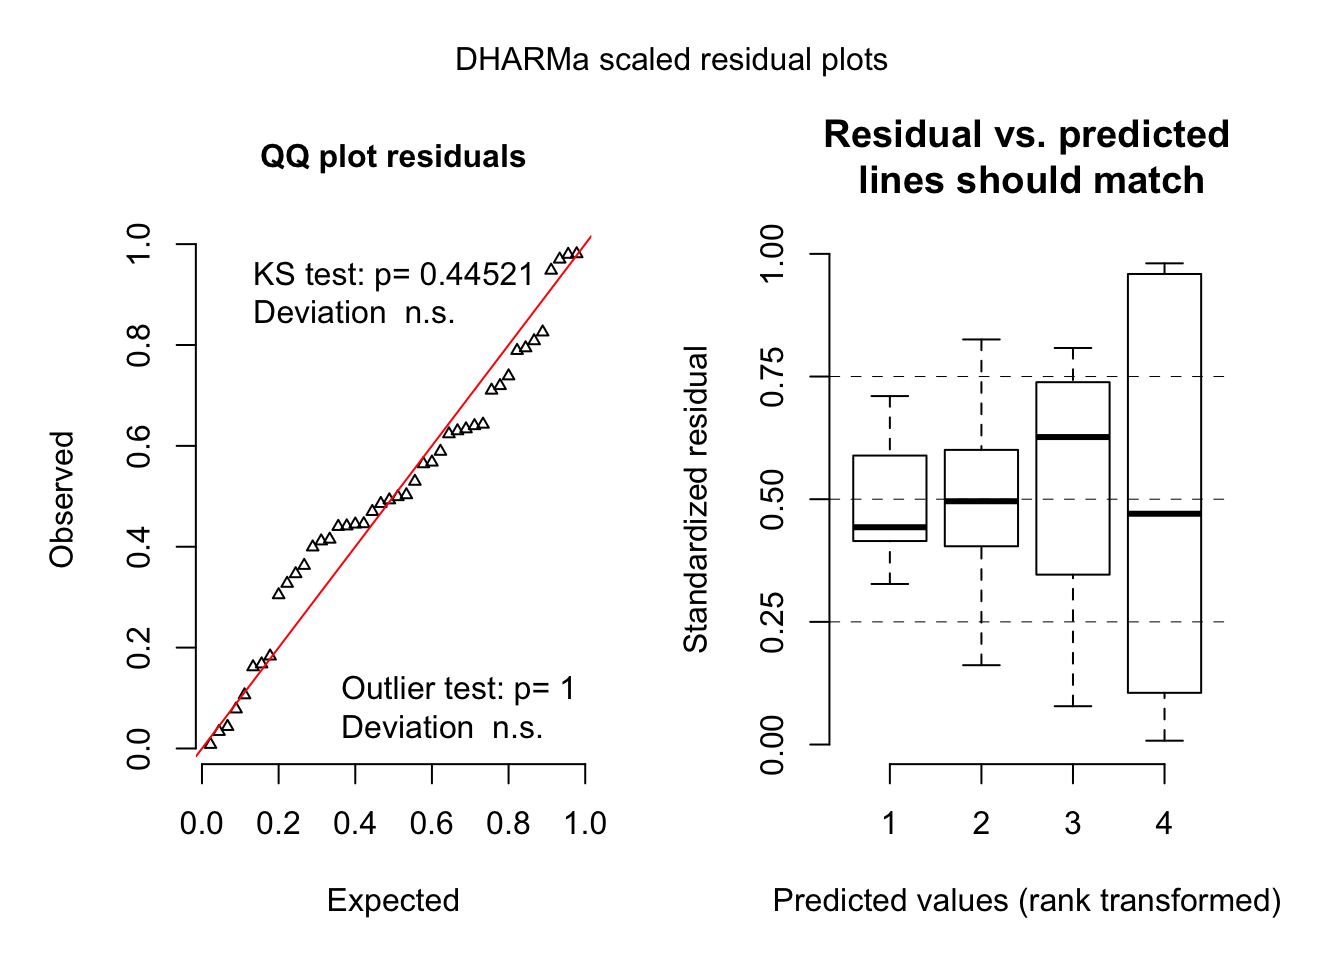 DHARMa scaled residual plots
QQ plot residuals
KS test: p= 0.44521
Deviation  n.s.
Outlier test: p= 1
Deviation  n.s.
Observed
1.0
0.8
0.6
0.4
0.2
0.0
0.0 0.2 0.4 0.6 0.8 1.0
Expected
Residual vs. predicted
lines should match
Standardized residual
1.00
0.75
0.50
0.25
0.00
1 2 3 4
Predicted values (rank transformed)